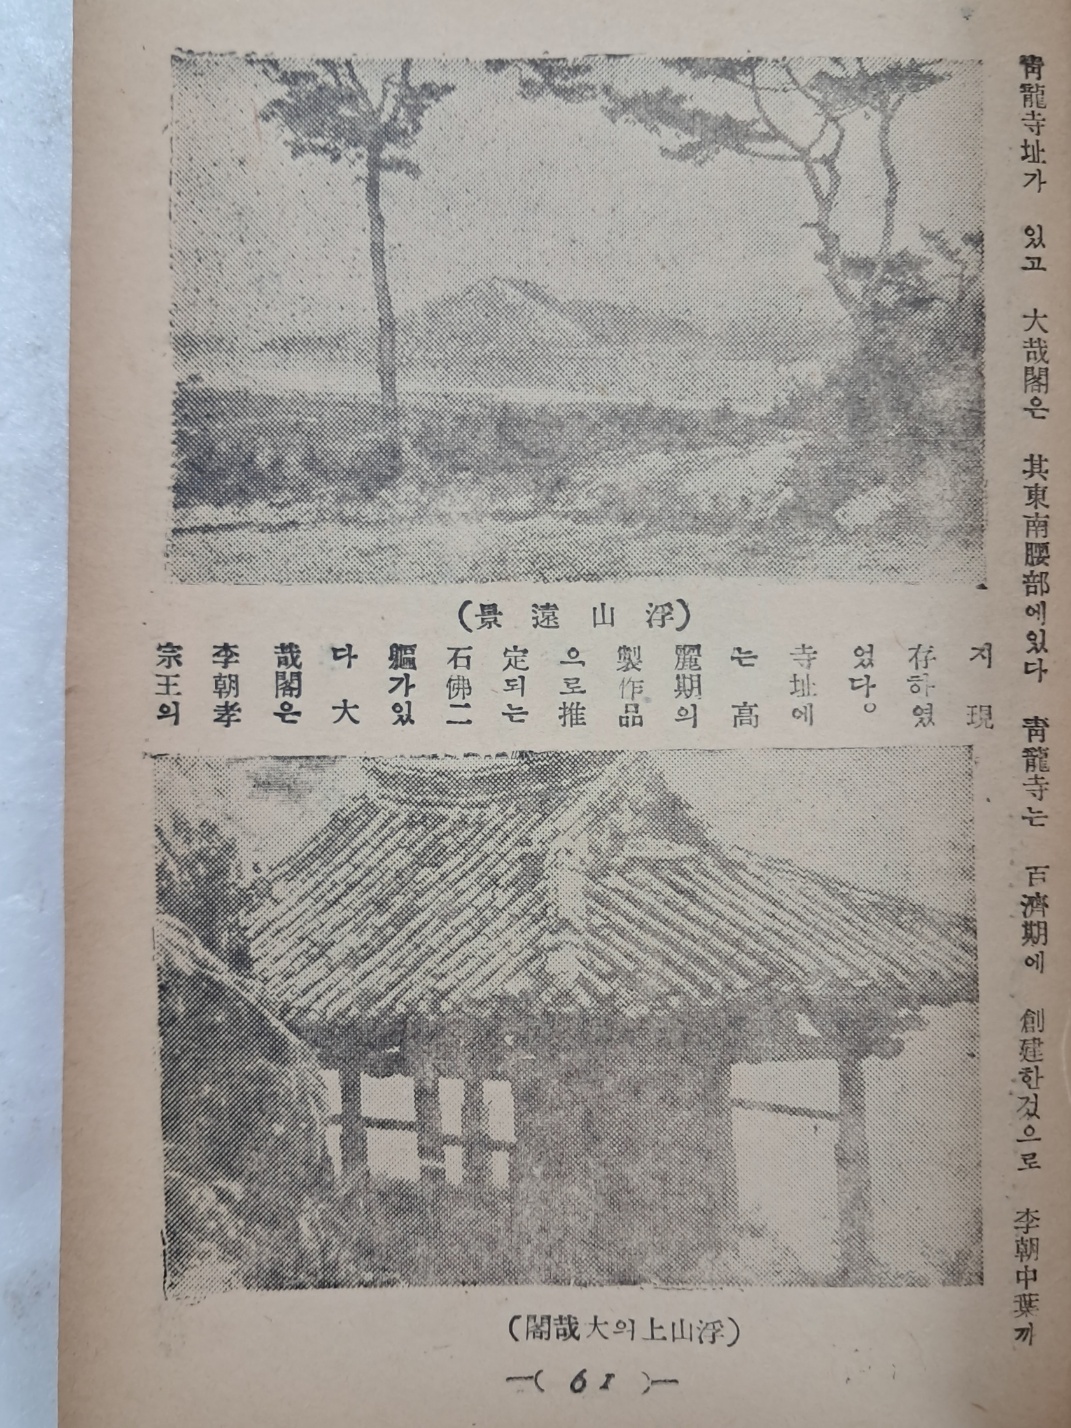 靑龍寺址가 있고 大哉閣은 其東南腰部에있다 靑龍寺는 百濟期에 創建한것으로 李朝中葉까
(浮山遠景)
지 現
存하였
었다。
寺址에
는 高
麗期의
製作品
으로推
定되는
石佛二
軀가있
다 大
哉閣은
李朝孝
宗王의
(浮山上의大哉閣)
—( 61 )—